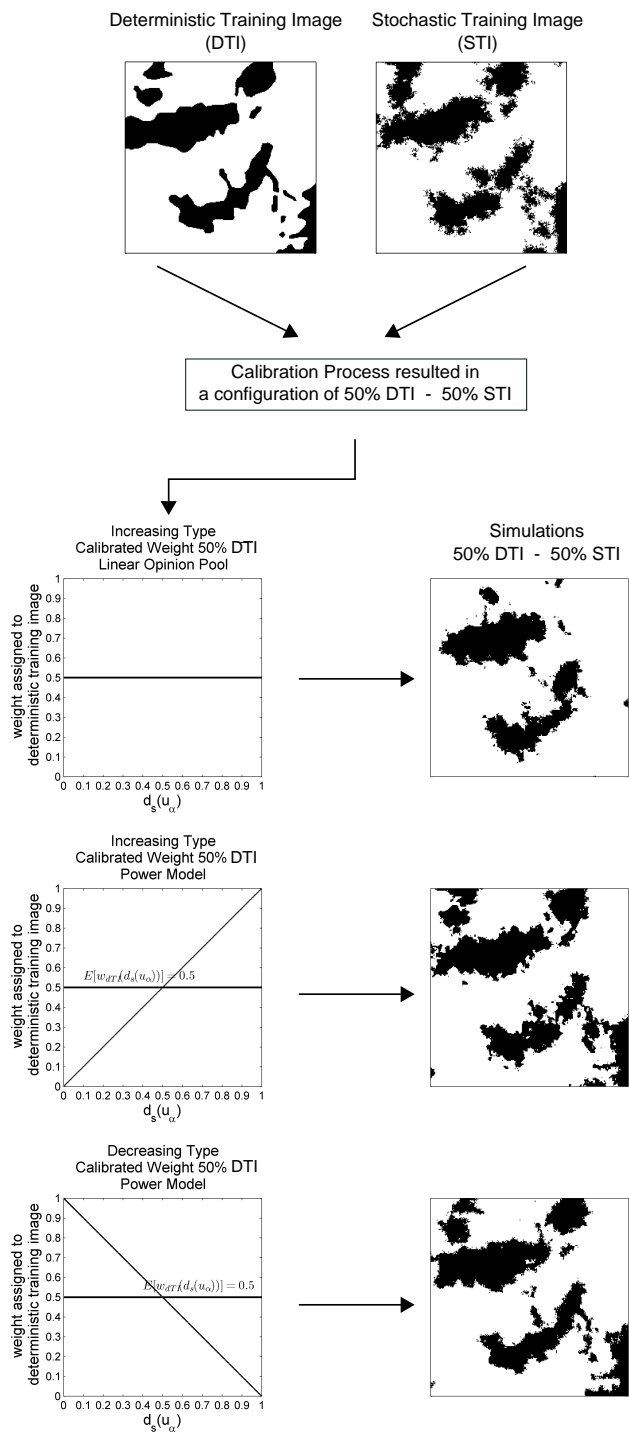 Deterministic Training Image
(DTI)
Stochastic Training Image
(STI)
Calibration Process resulted in
a configuration of 50% DTI - 50% STI
Increasing Type
Calibrated Weight 50% DTI
Linear Opinion Pool
weight assigned to
deterministic training image
1
0.9
0.8
0.7
0.6
0.5
0.4
0.3
0.2
0.1
0
0 0.1 0.2 0.3 0.4 0.5 0.6 0.7 0.8 0.9 1
d_s(u_α)
Simulations
50% DTI - 50% STI
Increasing Type
Calibrated Weight 50% DTI
Power Model
weight assigned to
deterministic training image
1
0.9
0.8
0.7
0.6
0.5
0.4
0.3
0.2
0.1
0
E[w_{dTI}(d_s(u_α))] = 0.5
0 0.1 0.2 0.3 0.4 0.5 0.6 0.7 0.8 0.9 1
d_s(u_α)
Decreasing Type
Calibrated Weight 50% DTI
Power Model
weight assigned to
deterministic training image
1
0.9
0.8
0.7
0.6
0.5
0.4
0.3
0.2
0.1
0
E[w_{dTI}(d_s(u_α))] = 0.5
0 0.1 0.2 0.3 0.4 0.5 0.6 0.7 0.8 0.9 1
d_s(u_α)